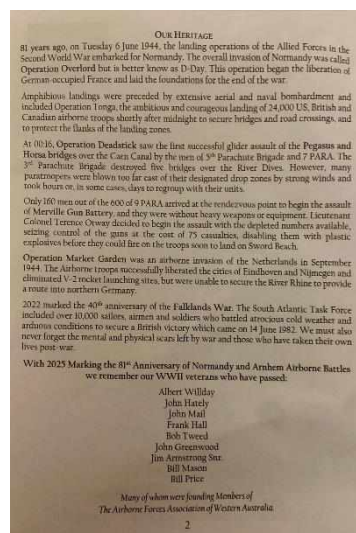 OUR HERITAGE
81 years ago, on Tuesday 6 June 1944, the landing operations of the Allied Forces in the
Second World War embarked for Normandy. The overall invasion of Normandy was called
Operation Overlord but is better know as D-Day. This operation began the liberation of
German-occupied France and laid the foundations for the end of the war.
Amphibious landings were preceded by extensive aerial and naval bombardment and
included Operation Tonga, the ambitious and courageous landing of 24,000 US, British and
Canadian airborne troops shortly after midnight to secure bridges and road crossings, and
to protect the flanks of the landing zones.
At 00:16, Operation Deadstick saw the first successful glider assault of the Pegasus and
Horsa bridges over the Caen Canal by the men of 5th Parachute Brigade and 7 PARA. The
3rd Parachute Brigade destroyed five bridges over the River Dives. However, many
paratroopers were blown too far east of their designated drop zones by strong winds and
took hours or, in some cases, days to regroup with their units.
Only 160 men out of the 600 of 9 PARA arrived at the rendezvous point to begin the assault
of Merville Gun Battery, and they were without heavy weapons or equipment. Lieutenant
Colonel Terence Otway decided to begin the assault with the depleted numbers available,
seizing control of the guns at the cost of 75 casualties, disabling them with plastic
explosives before they could fire on the troops soon to land on Sword Beach.
Operation Market Garden was an airborne invasion of the Netherlands in September
1944. The Airborne troops successfully liberated the cities of Eindhoven and Nijmegen and
eliminated V-2 rocket launching sites, but were unable to secure the River Rhine to provide
a route into northern Germany.
2022 marked the 40th anniversary of the Falklands War. The South Atlantic Task Force
included over 10,000 sailors, airmen and soldiers who battled atrocious cold weather and
arduous conditions to secure a British victory which came on 14 June 1982. We must also
never forget the mental and physical scars left by war and those who have taken their own
lives post-war.
With 2025 Marking the 81st Anniversary of Normandy and Arnhem Airborne Battles
we remember our WWII veterans who have passed:
Albert Willday
John Hately
John Mail
Frank Hall
Bob Tweed
John Greenwood
Jim Armstrong Snr.
Bill Mason
Bill Price
Many of whom were founding Members of
The Airborne Forces Association of Western Australia
2